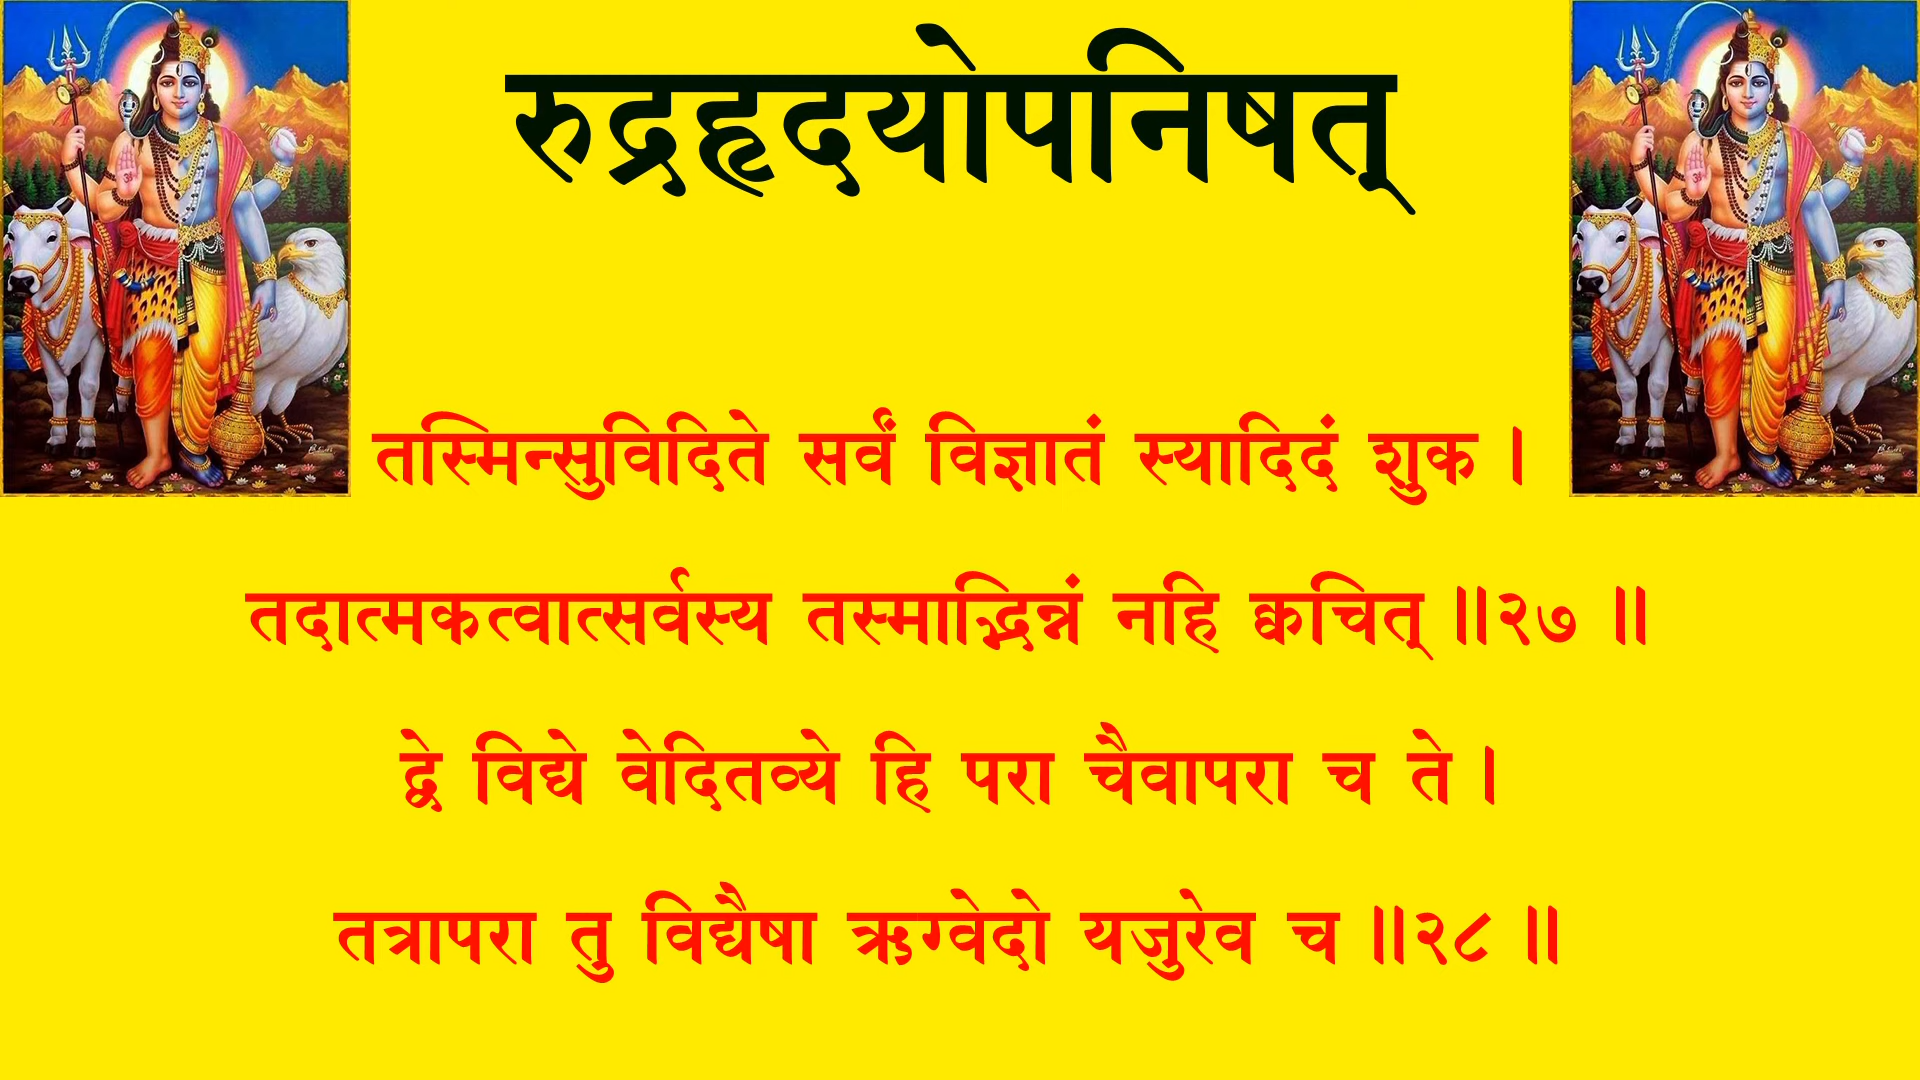 रुद्रहृदयोपनिषत्
तस्मिन्सुविदिते सर्वं विज्ञातं स्यादिदं शुक ।
तदात्मकत्वात्सर्वस्य तस्माद्भिन्नं नहि क्वचित् ॥२७ ॥
द्वे विद्ये वेदितव्ये हि परा चैवापरा च ते ।
तत्रापरा तु विद्यैषा ऋग्वेदो यजुरेव च ॥२८ ॥